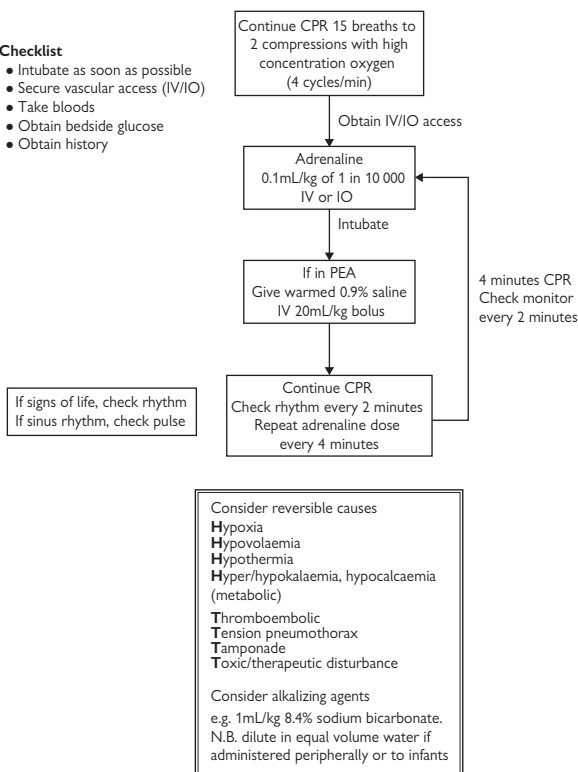 Continue CPR 15 breaths to
2 compressions with high
concentration oxygen
(4 cycles/min)
Checklist
• Intubate as soon as possible
• Secure vascular access (IV/IO)
• Take bloods
• Obtain bedside glucose
• Obtain history
Obtain IV/IO access
Adrenaline
0.1mL/kg of 1 in 10 000
IV or IO
Intubate
If in PEA
Give warmed 0.9% saline
IV 20mL/kg bolus
4 minutes CPR
Check monitor
every 2 minutes
Continue CPR
Check rhythm every 2 minutes
Repeat adrenaline dose
every 4 minutes
If signs of life, check rhythm
If sinus rhythm, check pulse
Consider reversible causes
Hypoxia
Hypovolaemia
Hypothermia
Hyper/hypokalaemia, hypocalcaemia
(metabolic)
Thromboembolic
Tension pneumothorax
Tamponade
Toxic/therapeutic disturbance
Consider alkalizing agents
e.g. 1mL/kg 8.4% sodium bicarbonate.
N.B. dilute in equal volume water if
administered peripherally or to infants